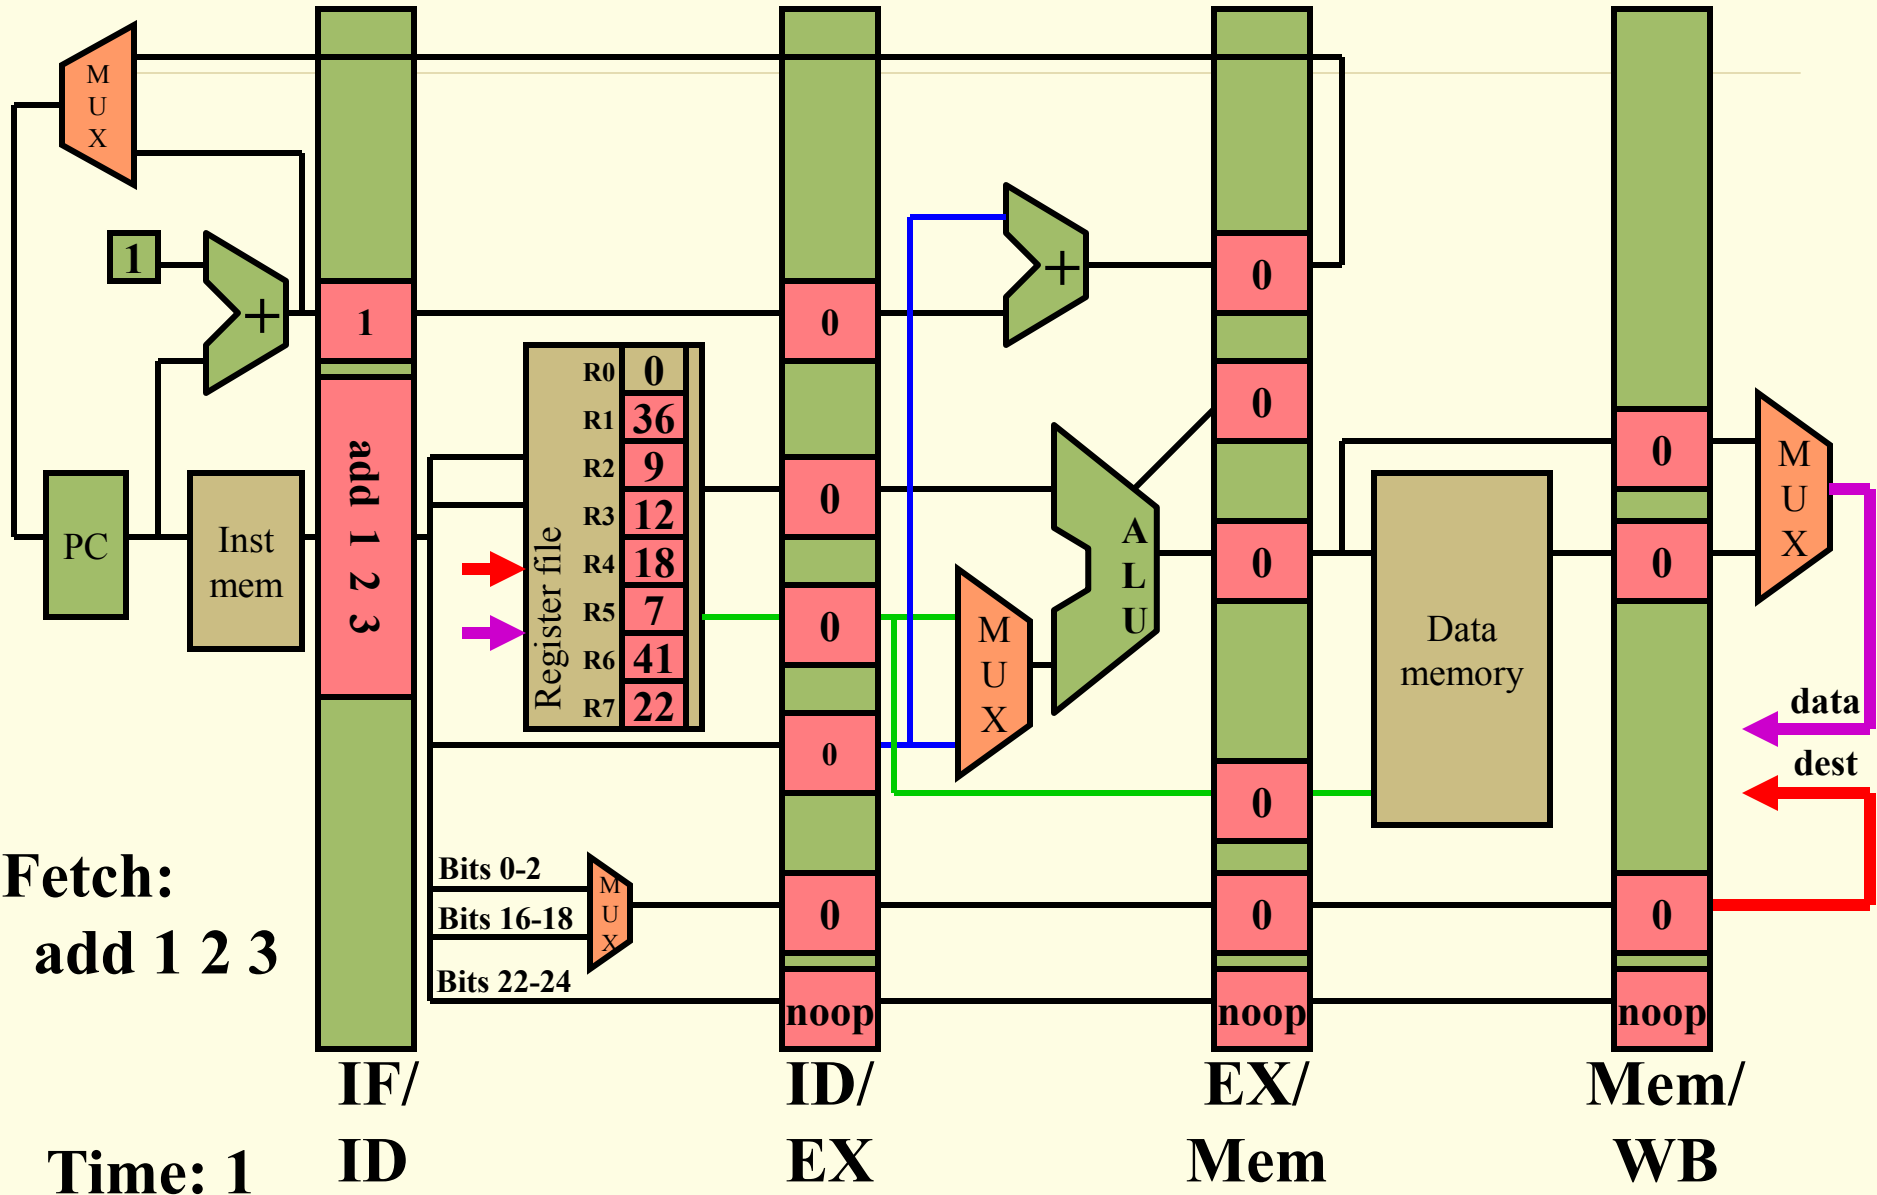 M
U
X
1
+
PC
Inst
mem
1
add 1 2 3
Register file
R0 0
R1 36
R2 9
R3 12
R4 18
R5 7
R6 41
R7 22
Bits 0-2
Bits 16-18
Bits 22-24
M
U
X
0
0
0
0
0
noop
+
M
U
X
A
L
U
0
0
0
0
0
noop
Data
memory
0
0
0
noop
M
U
X
data
dest
Fetch:
add 1 2 3
Time: 1
IF/
ID
ID/
EX
EX/
Mem
Mem/
WB